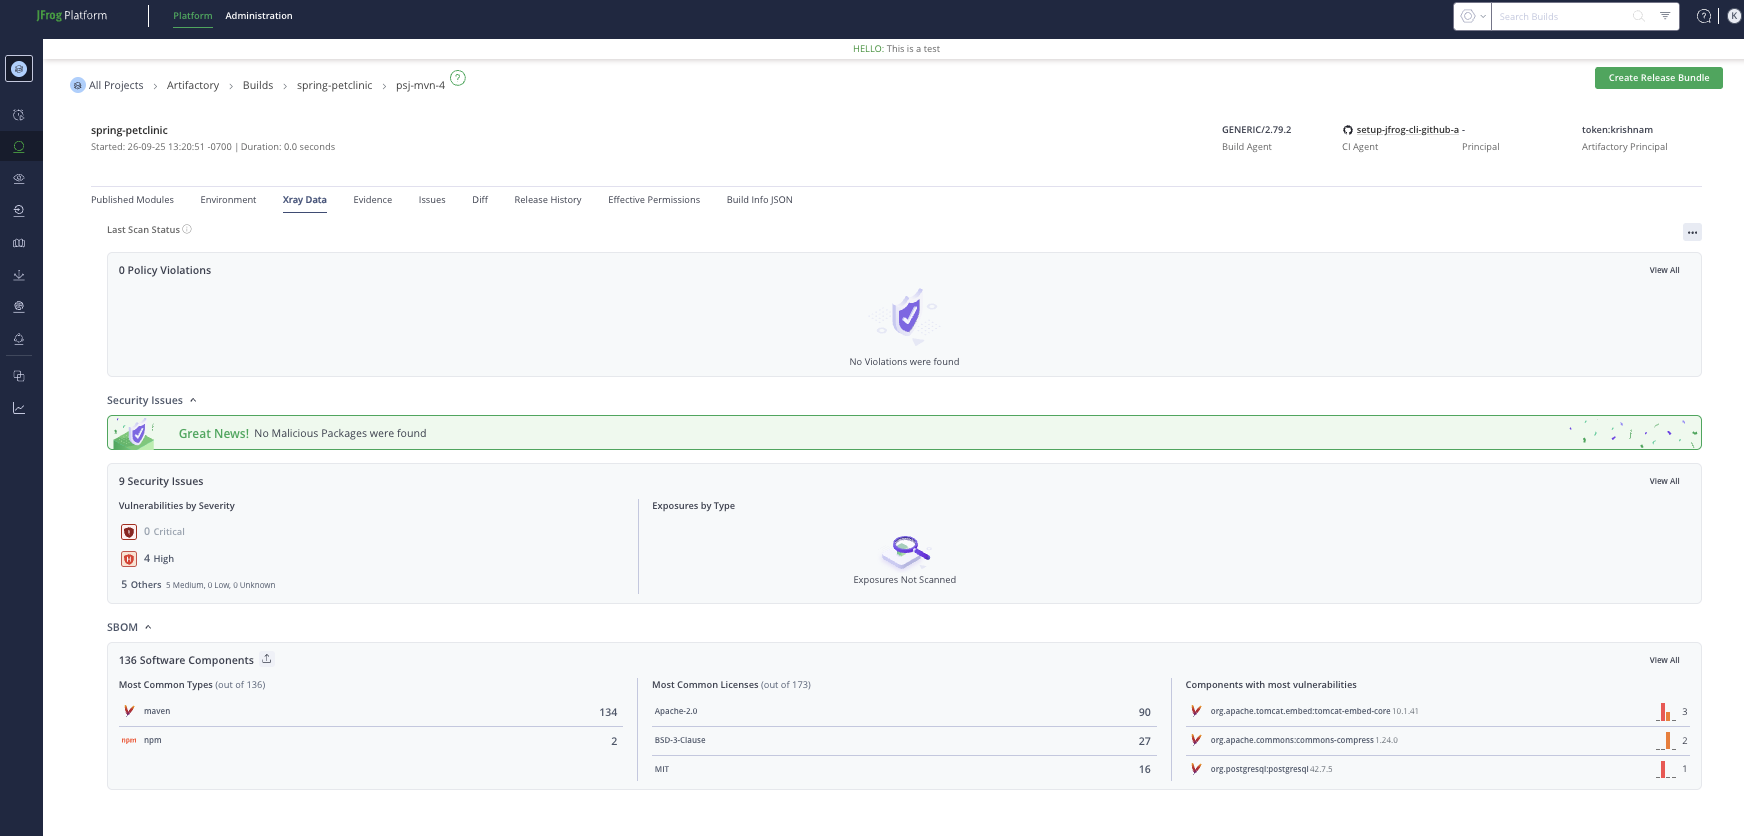 JFrog Platform
Platform Administration
Search Builds
K
HELLO: This is a test
All Projects > Artifactory > Builds > spring-petclinic > psj-mvn-4 ?
Create Release Bundle
spring-petclinic
Started: 26-09-25 13:20:51 -0700 | Duration: 0.0 seconds
GENERIC/2.79.2
Build Agent
setup-jfrog-cli-github-a
CI Agent
-
Principal
token:krishnam
Artifactory Principal
Published Modules Environment Xray Data Evidence Issues Diff Release History Effective Permissions Build Info JSON
Last Scan Status
0 Policy Violations
View All
No Violations were found
Security Issues
Great News! No Malicious Packages were found
9 Security Issues
View All
Vulnerabilities by Severity
0 Critical
4 High
5 Others 5 Medium, 0 Low, 0 Unknown
Exposures by Type
Exposures Not Scanned
SBOM
136 Software Components
View All
Most Common Types (out of 136)
maven 134
npm npm 2
Most Common Licenses (out of 173)
Apache-2.0 90
BSD-3-Clause 27
MIT 16
Components with most vulnerabilities
org.apache.tomcat.embed:tomcat-embed-core 10.1.41 3
org.apache.commons:commons-compress 1.24.0 2
org.postgresql:postgresql 42.7.5 1